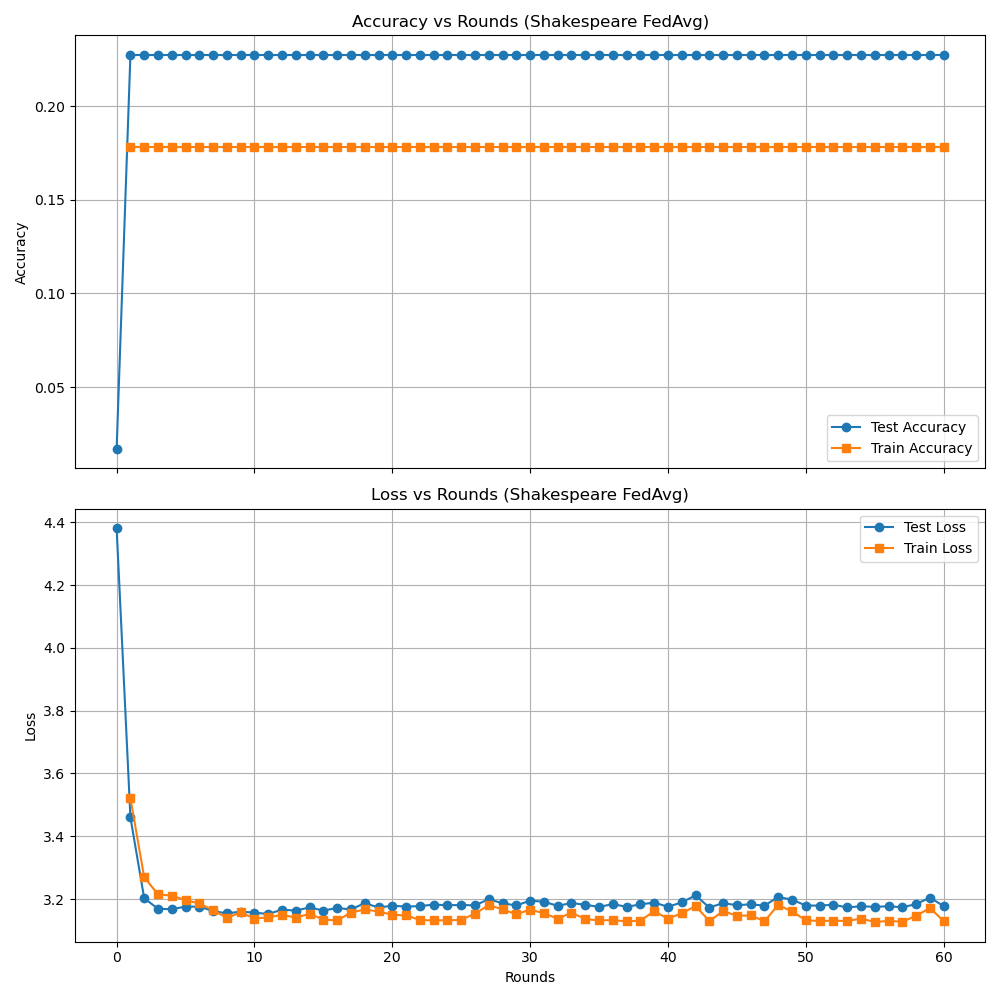 Accuracy vs Rounds (Shakespeare FedAvg)
0.20
0.15
0.10
0.05
Accuracy
Test Accuracy
Train Accuracy
Loss vs Rounds (Shakespeare FedAvg)
4.4
4.2
4.0
3.8
3.6
3.4
3.2
Loss
Test Loss
Train Loss
0 10 20 30 40 50 60
Rounds